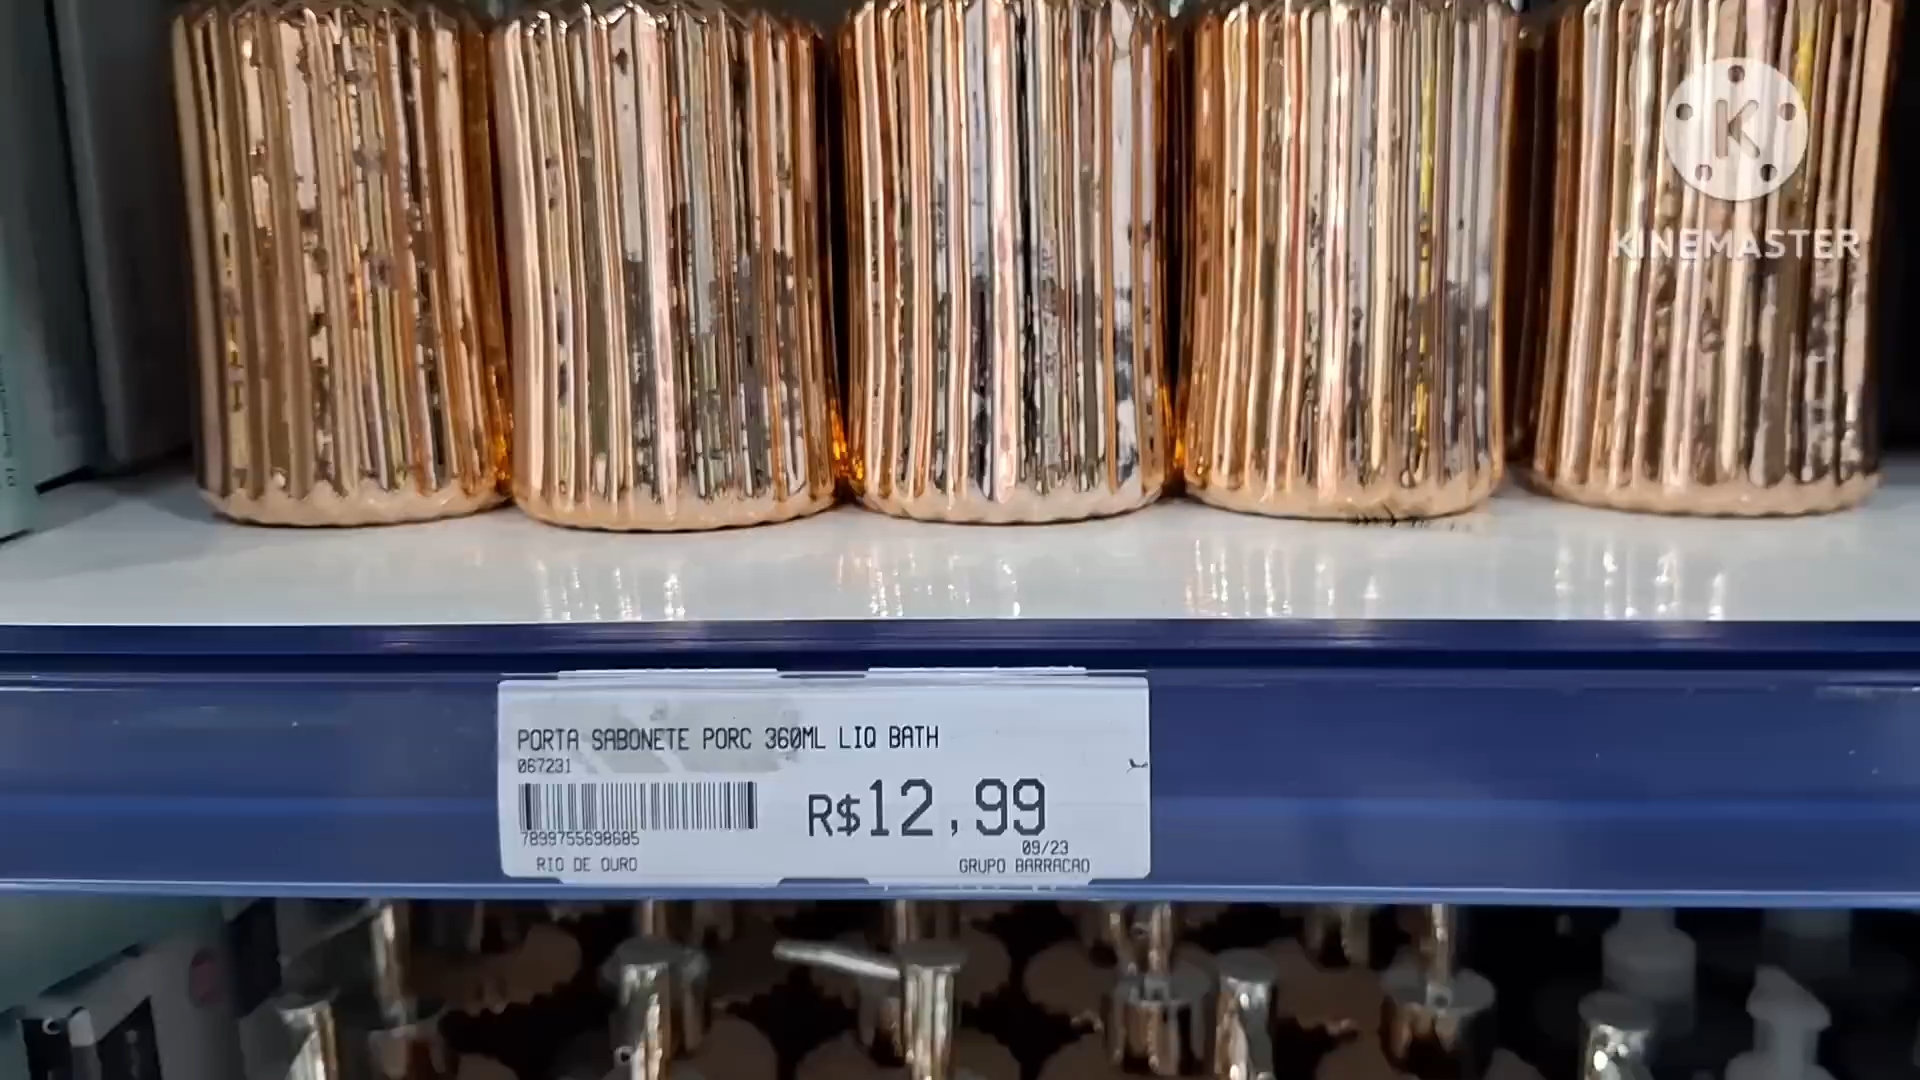 K
KINEMASTER
PORTA SABONETE PORC 360ML LIQ BATH
067231
R$12,99
7899755698685
09/23
RIO DE OURO
GRUPO BARRACAO